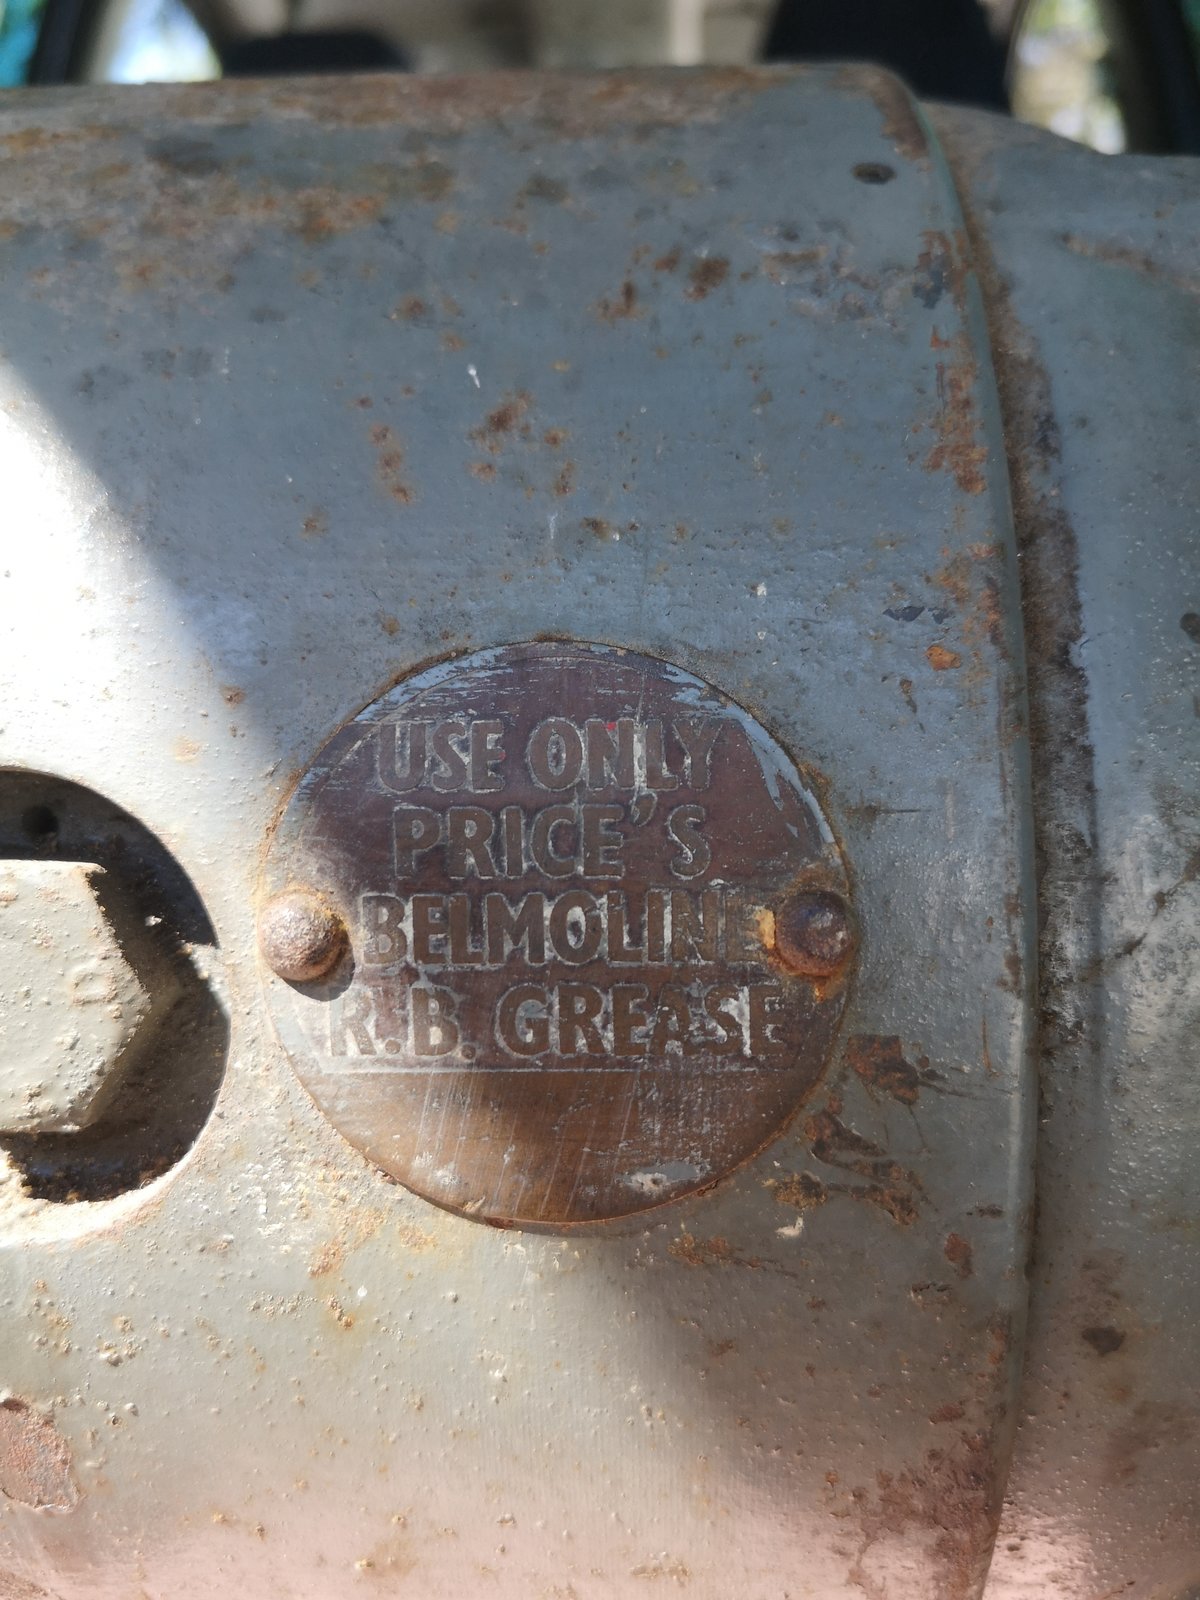 USE ONLY
PRICE'S
BELMOLINE
R.B. GREASE